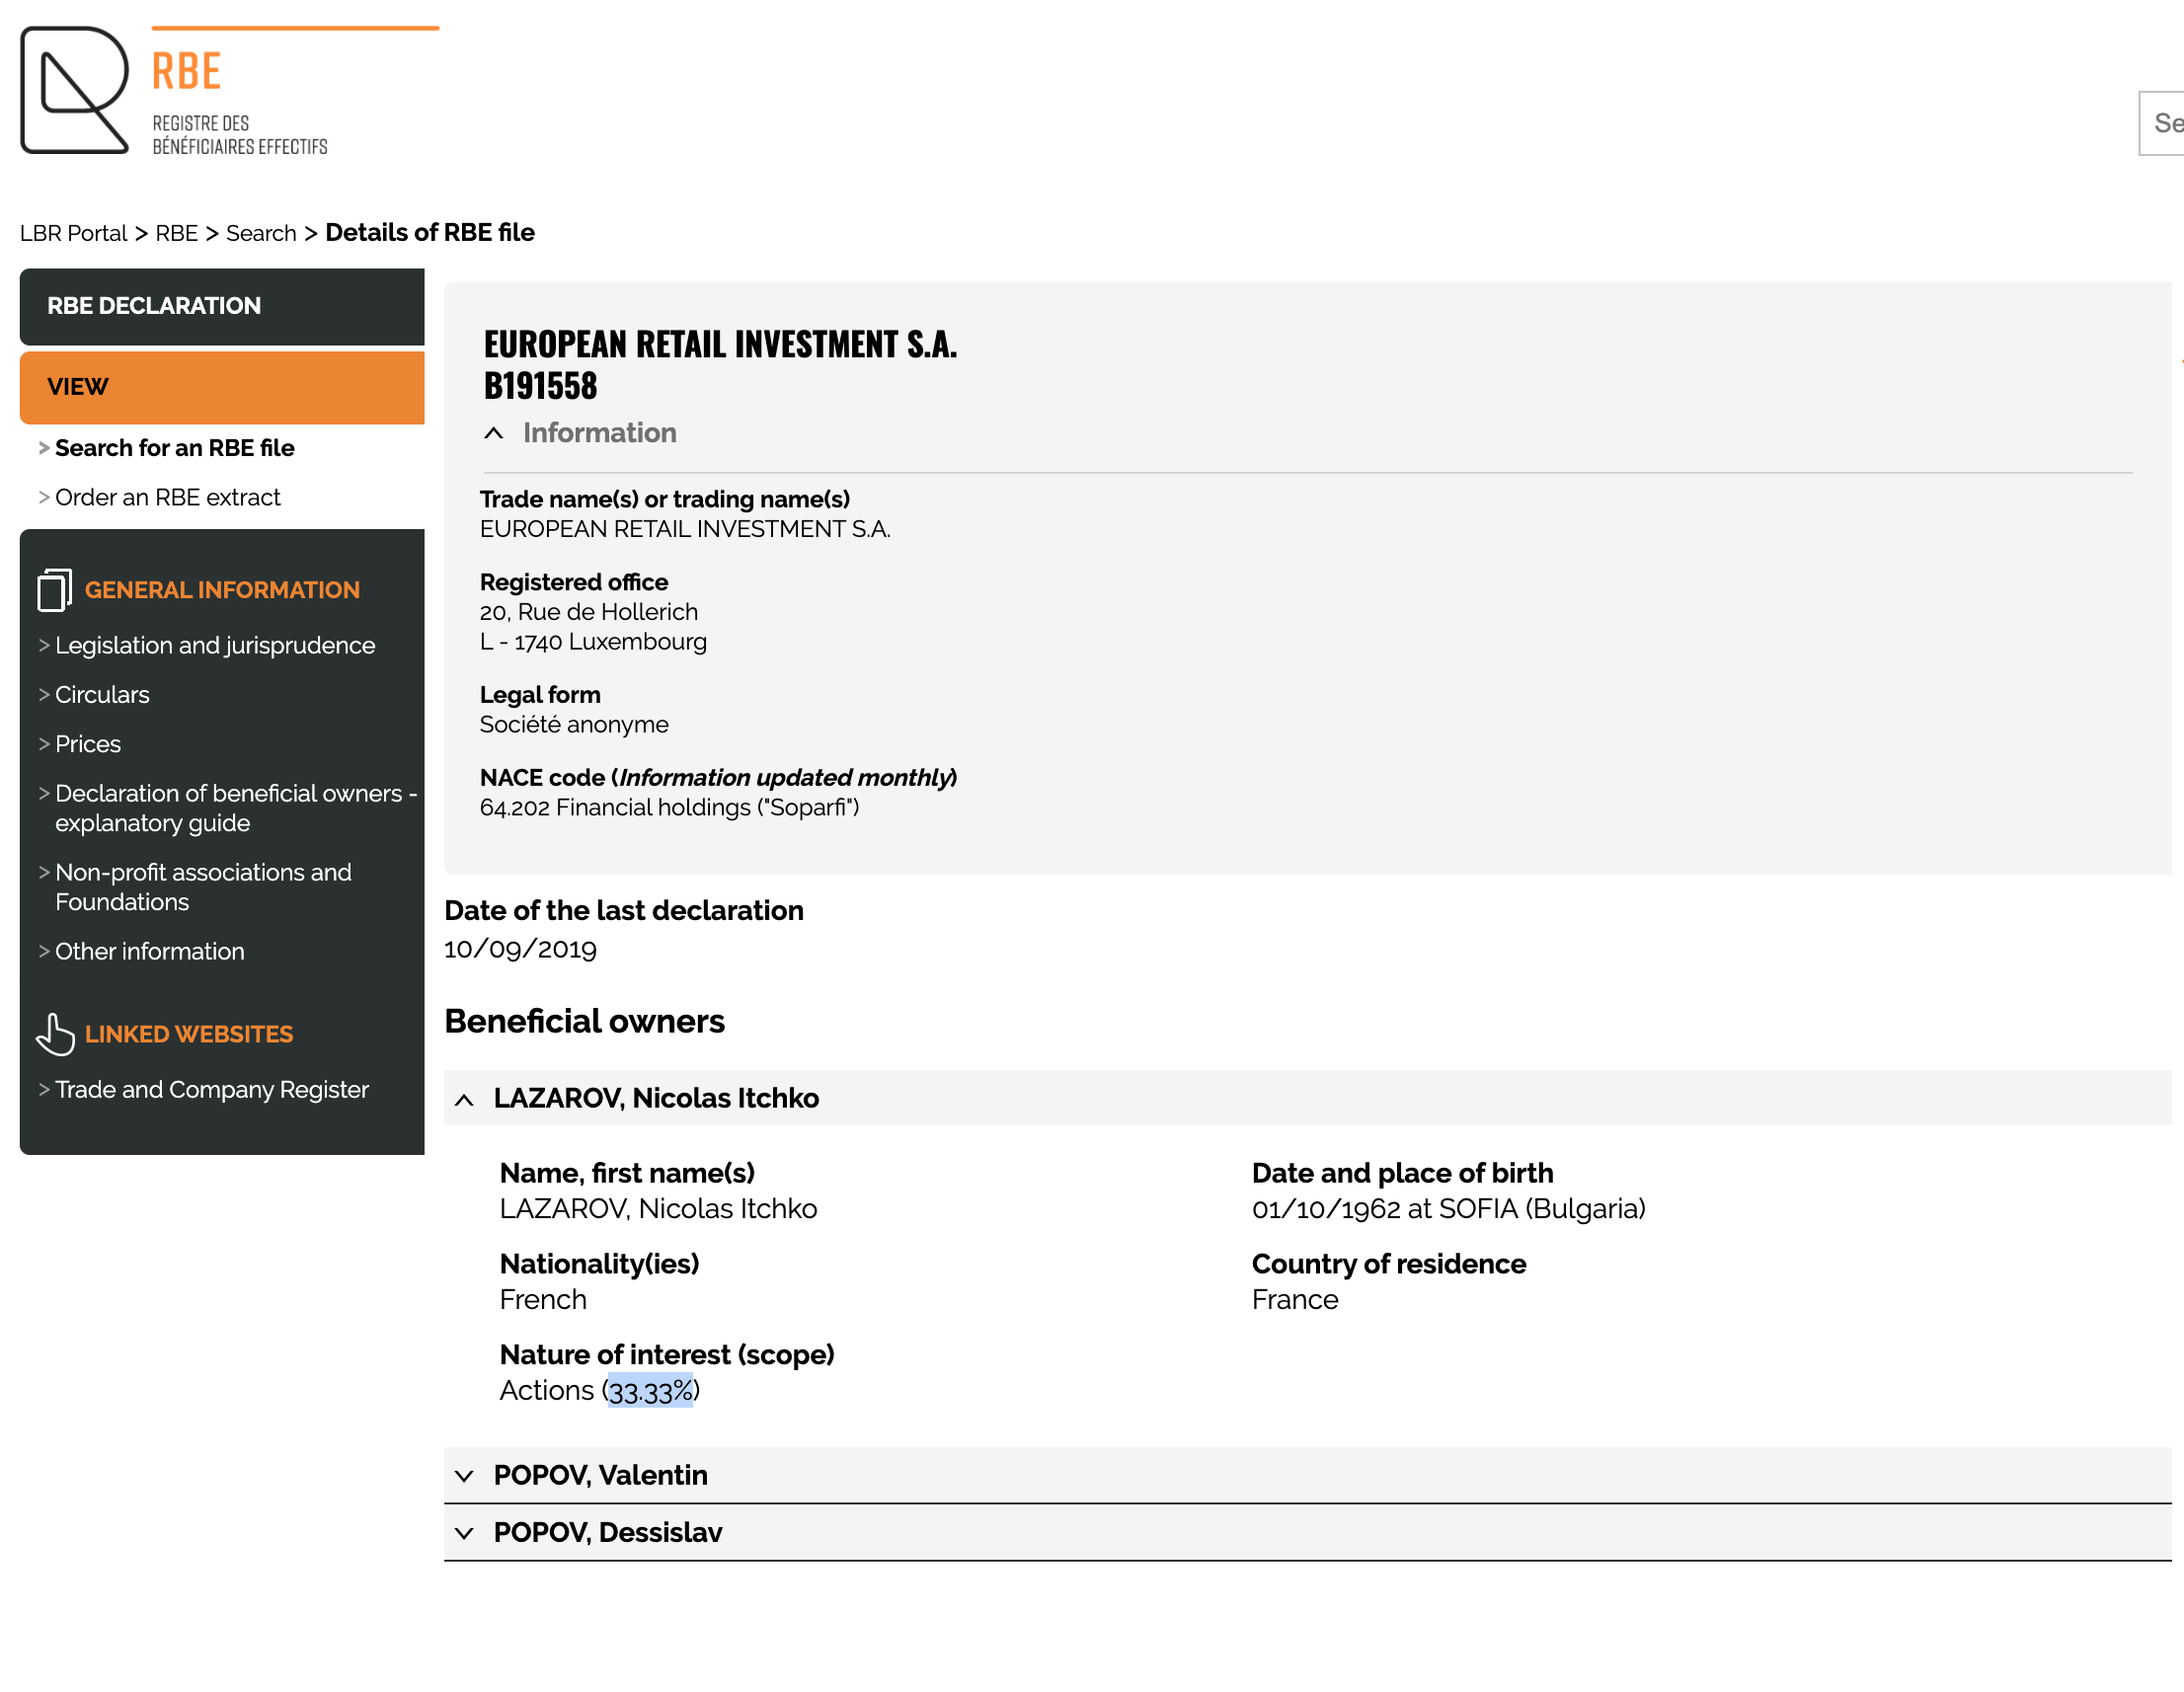 RBE
REGISTRE DES
BÉNÉFICIAIRES EFFECTIFS
LBR Portal > RBE > Search > Details of RBE file
RBE DECLARATION
VIEW
> Search for an RBE file
> Order an RBE extract
GENERAL INFORMATION
> Legislation and jurisprudence
> Circulars
> Prices
> Declaration of beneficial owners -
explanatory guide
> Non-profit associations and
Foundations
> Other information
LINKED WEBSITES
> Trade and Company Register
EUROPEAN RETAIL INVESTMENT S.A.
B191558
Information
Trade name(s) or trading name(s)
EUROPEAN RETAIL INVESTMENT S.A.
Registered office
20, Rue de Hollerich
L - 1740 Luxembourg
Legal form
Société anonyme
NACE code (Information updated monthly)
64.202 Financial holdings ("Soparfi")
Date of the last declaration
10/09/2019
Beneficial owners
LAZAROV, Nicolas Itchko
Name, first name(s)
LAZAROV, Nicolas Itchko
Date and place of birth
01/10/1962 at SOFIA (Bulgaria)
Nationality(ies)
French
Country of residence
France
Nature of interest (scope)
Actions (33.33%)
POPOV, Valentin
POPOV, Dessislav